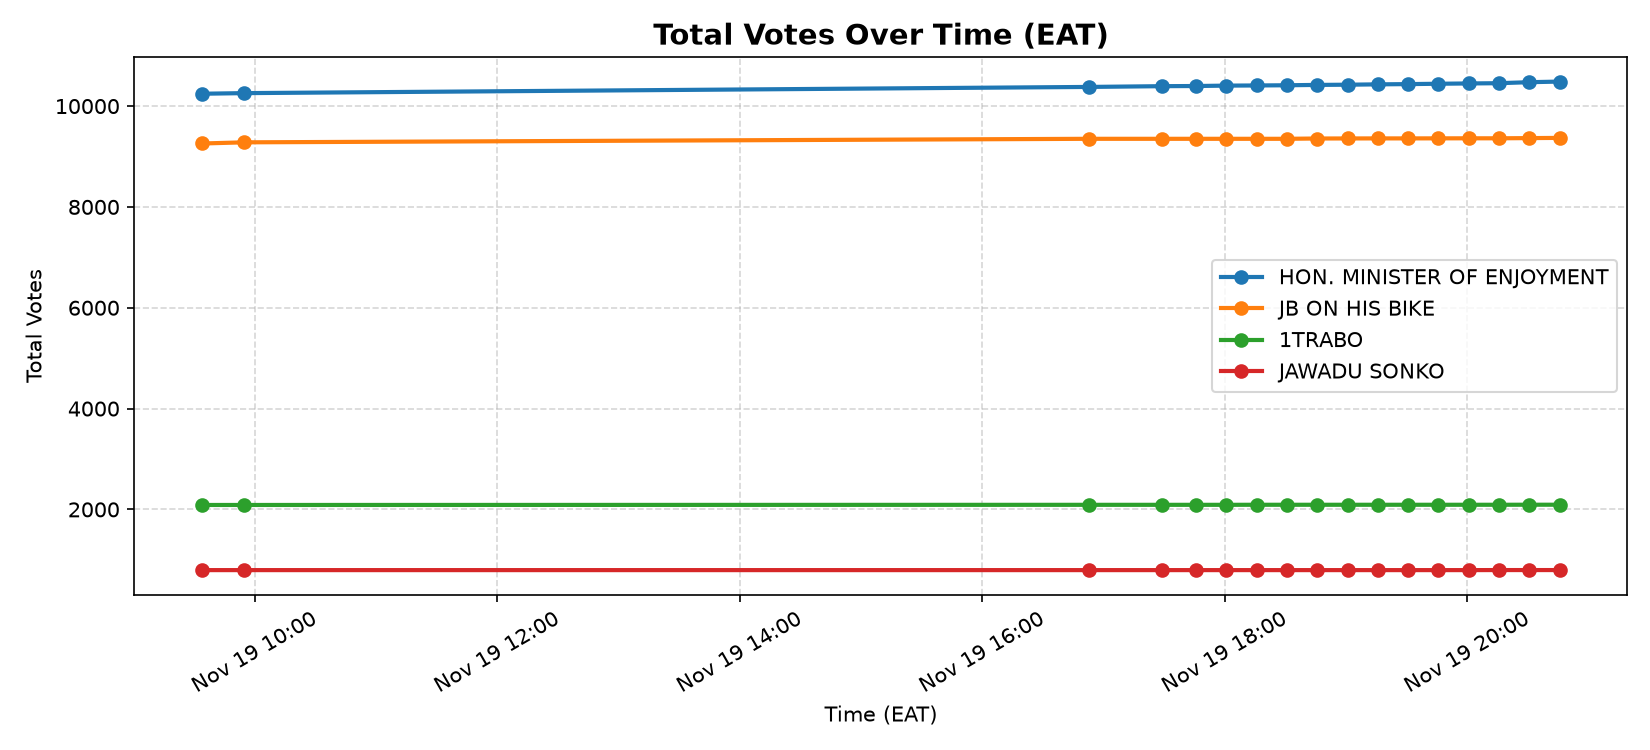 Total Votes Over Time (EAT)
Total Votes
10000
8000
6000
4000
2000
HON. MINISTER OF ENJOYMENT
JB ON HIS BIKE
1TRABO
JAWADU SONKO
Nov 19 10:00
Nov 19 12:00
Nov 19 14:00
Nov 19 16:00
Nov 19 18:00
Nov 19 20:00
Time (EAT)